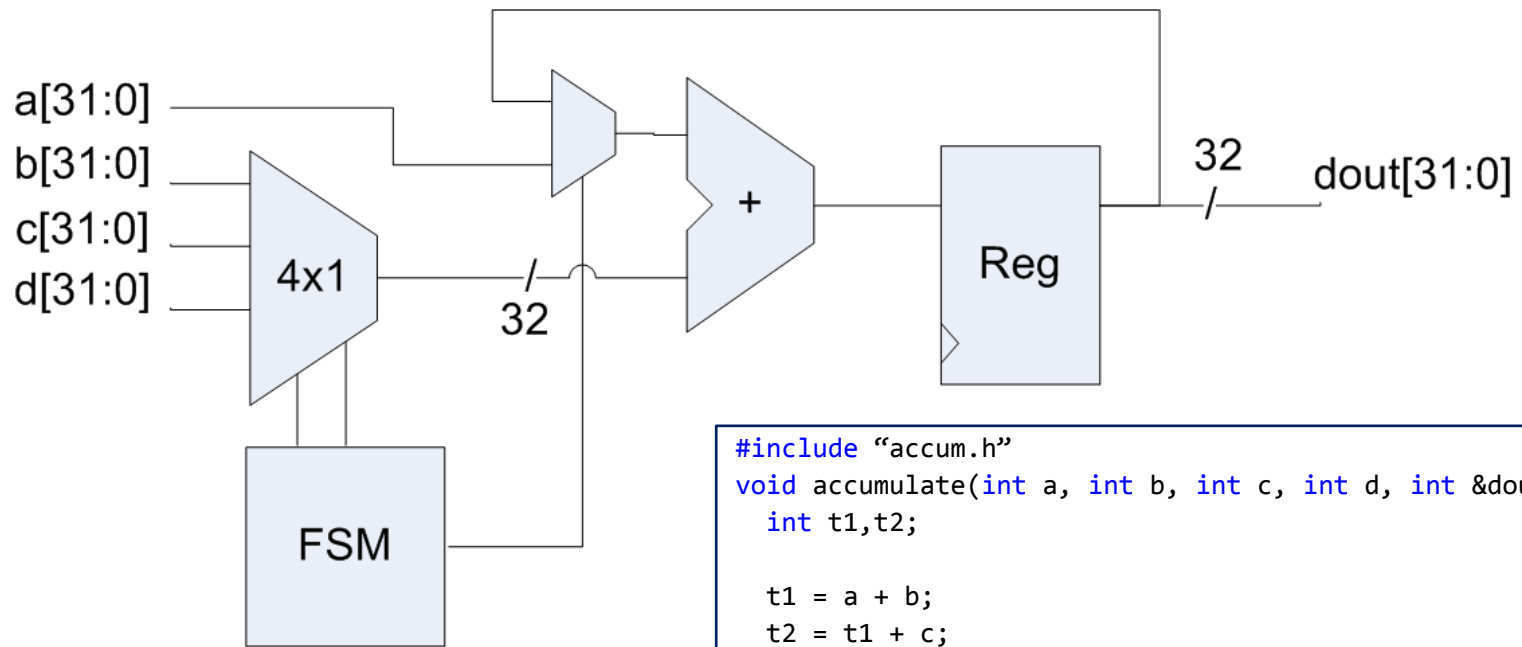 a[31:0]
b[31:0]
c[31:0]
d[31:0]
4x1
32
+
Reg
32
dout[31:0]
FSM
#include “accum.h”
void accumulate(int a, int b, int c, int d, int &dou
int t1,t2;
t1 = a + b;
t2 = t1 + c;